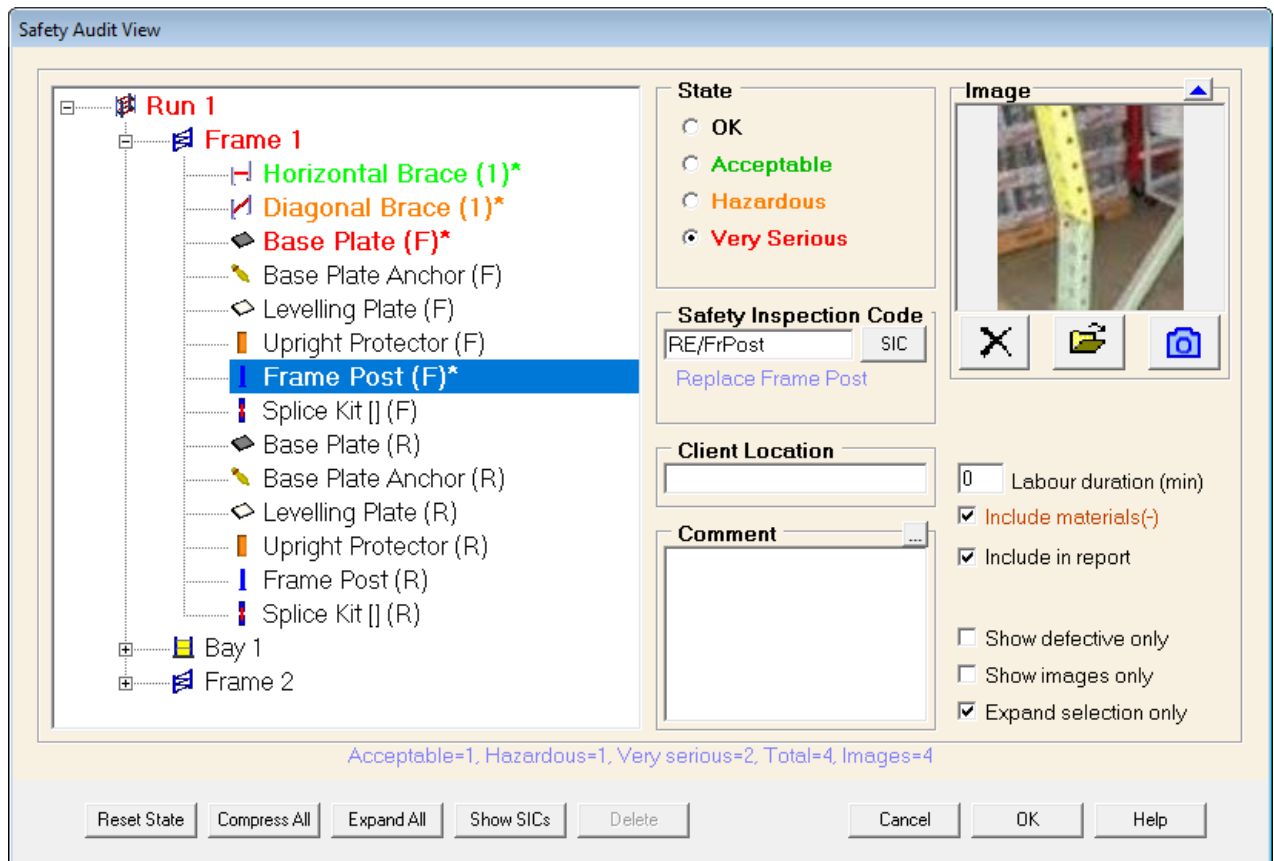 Safety Audit View
Run 1
Frame 1
Horizontal Brace (1)*
Diagonal Brace (1)*
Base Plate (F)*
Base Plate Anchor (F)
Levelling Plate (F)
Upright Protector (F)
Frame Post (F)*
Splice Kit [] (F)
Base Plate (R)
Base Plate Anchor (R)
Levelling Plate (R)
Upright Protector (R)
Frame Post (R)
Splice Kit [] (R)
Bay 1
Frame 2
State
OK
Acceptable
Hazardous
Very Serious
Safety Inspection Code
RE/FrPost SIC
Replace Frame Post
Client Location
Comment ...
Image
0 Labour duration (min)
Include materials(-)
Include in report
Show defective only
Show images only
Expand selection only
Acceptable=1, Hazardous=1, Very serious=2, Total=4, Images=4
Reset State Compress All Expand All Show SICs Delete Cancel OK Help